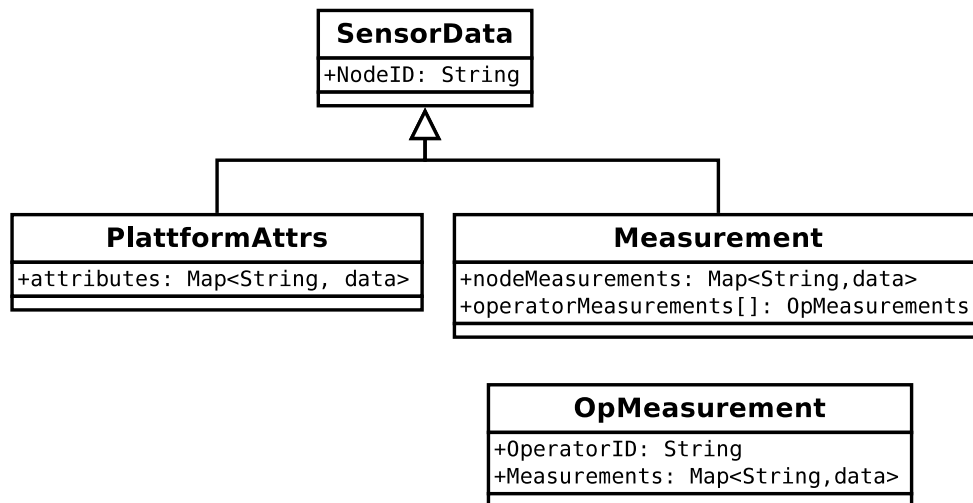 SensorData
+NodeID: String
PlattformAttrs
+attributes: Map<String, data>
Measurement
+nodeMeasurements: Map<String,data>
+operatorMeasurements[]: OpMeasurements
OpMeasurement
+OperatorID: String
+Measurements: Map<String,data>